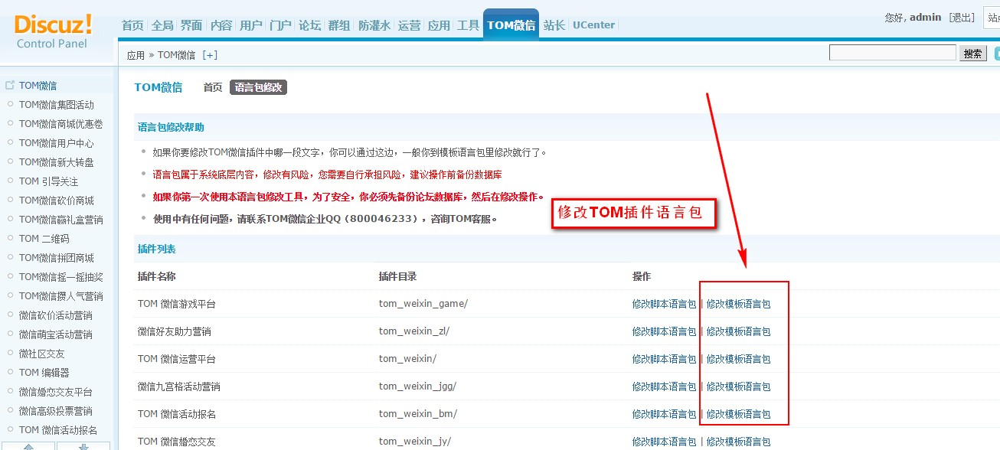 Discuz!
Control Panel
首页 全局 界面 内容 用户 门户 论坛 群组 防灌水 运营 应用 工具 TOM微信 站长 UCenter
您好, admin [退出] 站
应用 » TOM微信 [+]
搜索
TOM微信
TOM微信集图活动
TOM微信商城优惠卷
TOM微信用户中心
TOM微信新大转盘
TOM 引导关注
TOM微信砍价商城
TOM微信赢礼盒营销
TOM 二维码
TOM微信拼团商城
TOM微信摇一摇抽奖
TOM微信攒人气营销
微信砍价活动营销
微信萌宝活动营销
微社区交友
TOM 编辑器
微信婚恋交友平台
微信高级投票营销
TOM 微信活动报名
TOM微信 首页 语言包修改
语言包修改帮助
如果你要修改TOM微信插件中哪一段文字，你可以通过这边，一般你到模板语言包里修改就行了。
语言包属于系统底层内容，修改有风险，您需要自行承担风险，建议操作前备份数据库
如果你第一次使用本语言包修改工具，为了安全，你必须先备份论坛数据库，然后在修改操作。
使用中有任何问题，请联系TOM微信企业QQ（800046233），咨询TOM客服。
修改TOM插件语言包
插件列表
插件名称 插件目录 操作
TOM 微信游戏平台 tom_weixin_game/ 修改脚本语言包 | 修改模板语言包
微信好友助力营销 tom_weixin_zl/ 修改脚本语言包 | 修改模板语言包
TOM 微信运营平台 tom_weixin/ 修改脚本语言包 | 修改模板语言包
微信九宫格活动营销 tom_weixin_jgg/ 修改脚本语言包 | 修改模板语言包
TOM 微信活动报名 tom_weixin_bm/ 修改脚本语言包 | 修改模板语言包
TOM 微信婚恋交友 tom_weixin_jy/ 修改脚本语言包 | 修改模板语言包